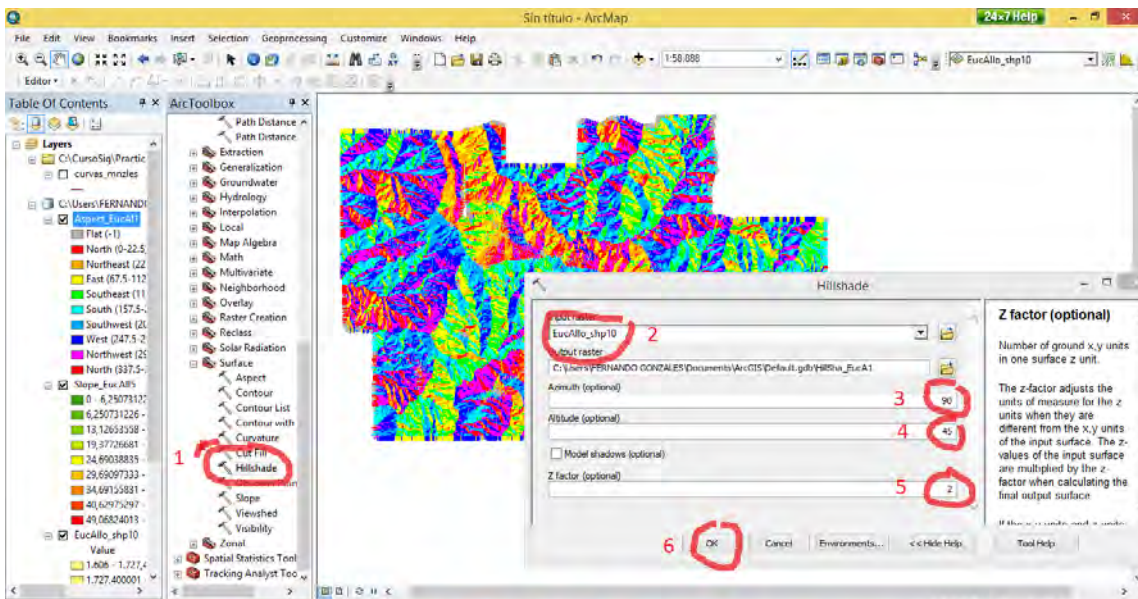 Sin título - ArcMap
24×7 Help
File Edit View Bookmarks Insert Selection Geoprocessing Customize Windows Help
1:58.888
EucAllo_shp10
Editor
Table Of Contents
Layers
C:\CursoSig\Practic
curvas_mnzles
C:\Users\FERNANDI
Flat (-1)
North (0-22.5,
Northeast (22
East (67.5-112
Southeast (11
South (157.5-
Southwest (20
West (247.5-2
Northwest (29
North (337.5-
0 - 6,2507312
6,250731226 -
13,12653558 -
19,37726681 -
24,69038835 -
29,69097333 -
34,69155831 -
40,62975297 -
49,06824013 -
EucAllo_shp10
Value
1.606 - 1.727,4
1.727,400001
ArcToolbox
Path Distance
Path Distance
Extraction
Generalization
Groundwater
Hydrology
Interpolation
Local
Map Algebra
Math
Multivariate
Neighborhood
Overlay
Raster Creation
Reclass
Solar Radiation
Surface
Aspect
Contour
Contour List
Contour with
Curvature
Cut Fill
1
Hillshade
Slope
Viewshed
Visibility
Zonal
Spatial Statistics Tool
Tracking Analyst Too
Hillshade
Input raster
EucAllo_shp10
2
Output raster
C:\Users\FERNANDO GONZALES\Documents\ArcGIS\Default.gdb\HillSha_EucA1
Azimuth (optional)
3
90
Altitude (optional)
4
45
Model shadows (optional)
Z factor (optional)
5
2
6
OK Cancel Environments... << Hide Help Tool Help
Z factor (optional)
Number of ground x,y units
in one surface z unit.
The z-factor adjusts the
units of measure for the z
units when they are
different from the x,y units
of the input surface. The z-
values of the input surface
are multiplied by the z-
factor when calculating the
final output surface